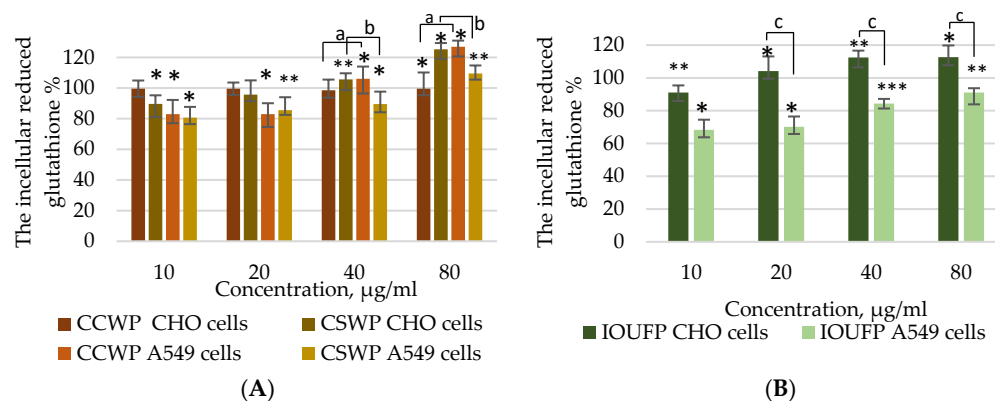 a b a b
* * * * ** * * ** * * * * **
The incellular reduced
glutathione %
120
100
80
60
40
20
0
10 20 40 80
Concentration, µg/ml
CCWP CHO cells CSWP CHO cells
CCWP A549 cells CSWP A549 cells
(A)
c c c
** * * * ** *** * **
The incellular reduced
glutathione %
120
100
80
60
40
20
0
10 20 40 80
Concentration, µg/ml
IOUFP CHO cells IOUFP A549 cells
(B)